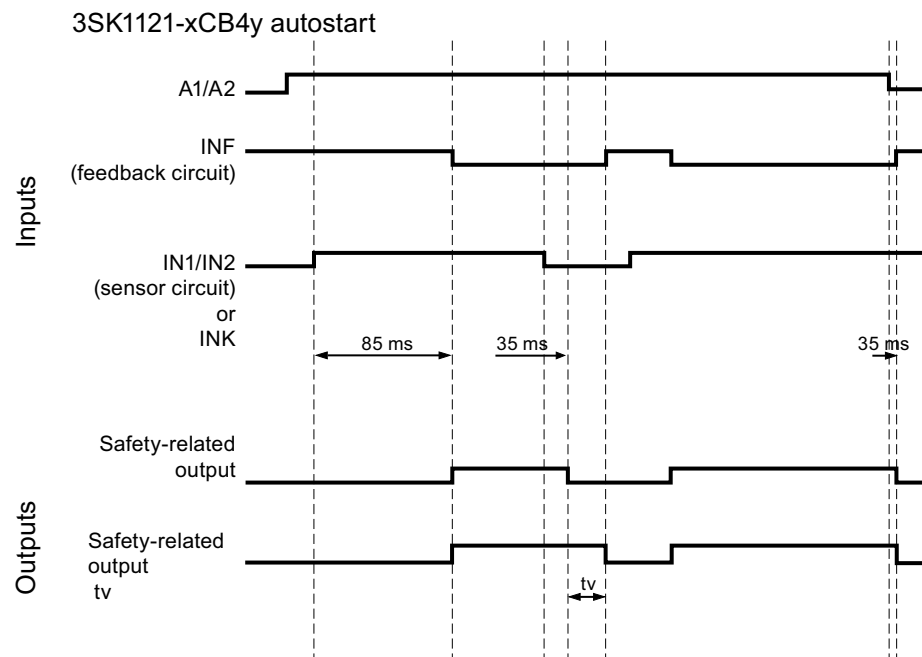 3SK1121-xCB4y autostart
Inputs
A1/A2
INF
(feedback circuit)
IN1/IN2
(sensor circuit)
or
INK
85 ms
35 ms
35 ms
Outputs
Safety-related
output
Safety-related
output
tv
tv